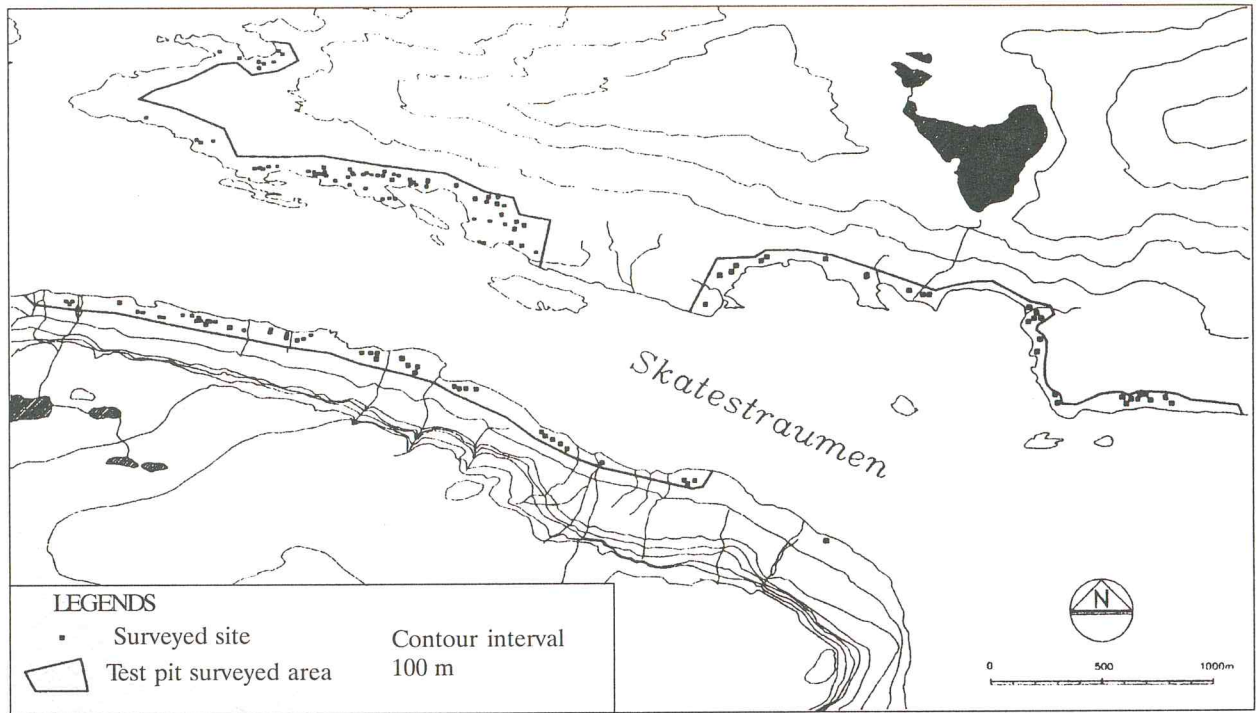 Skatestraumen
LEGENDS
Surveyed site
Test pit surveyed area
Contour interval
100 m
N
0 500 1000m